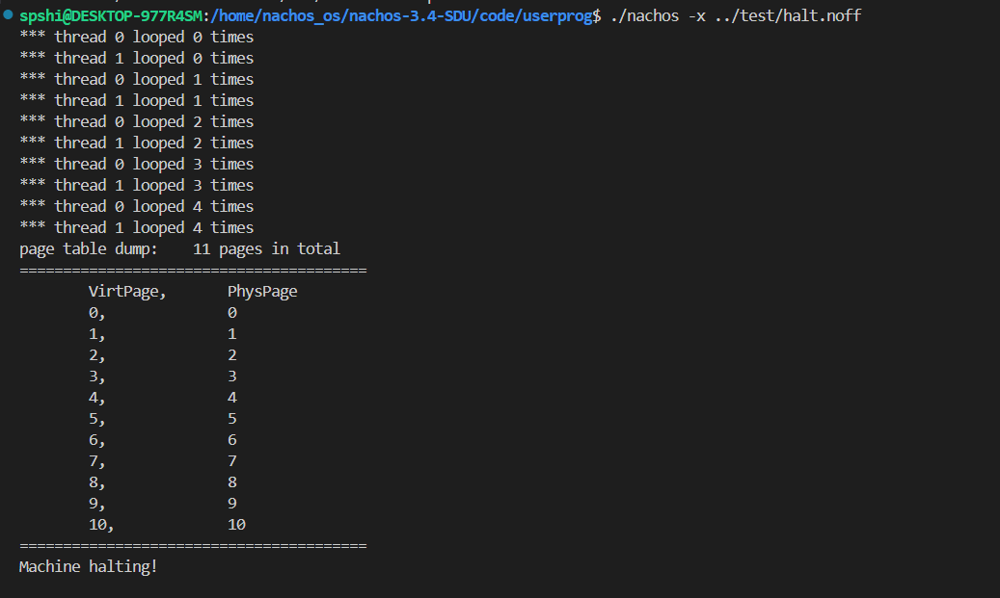 spshi@DESKTOP-977R4SM:/home/nachos_os/nachos-3.4-SDU/code/userprog$ ./nachos -x ../test/halt.noff
*** thread 0 looped 0 times
*** thread 1 looped 0 times
*** thread 0 looped 1 times
*** thread 1 looped 1 times
*** thread 0 looped 2 times
*** thread 1 looped 2 times
*** thread 0 looped 3 times
*** thread 1 looped 3 times
*** thread 0 looped 4 times
*** thread 1 looped 4 times
page table dump:    11 pages in total
========================================
        VirtPage,       PhysPage
        0,              0
        1,              1
        2,              2
        3,              3
        4,              4
        5,              5
        6,              6
        7,              7
        8,              8
        9,              9
        10,             10
========================================
Machine halting!